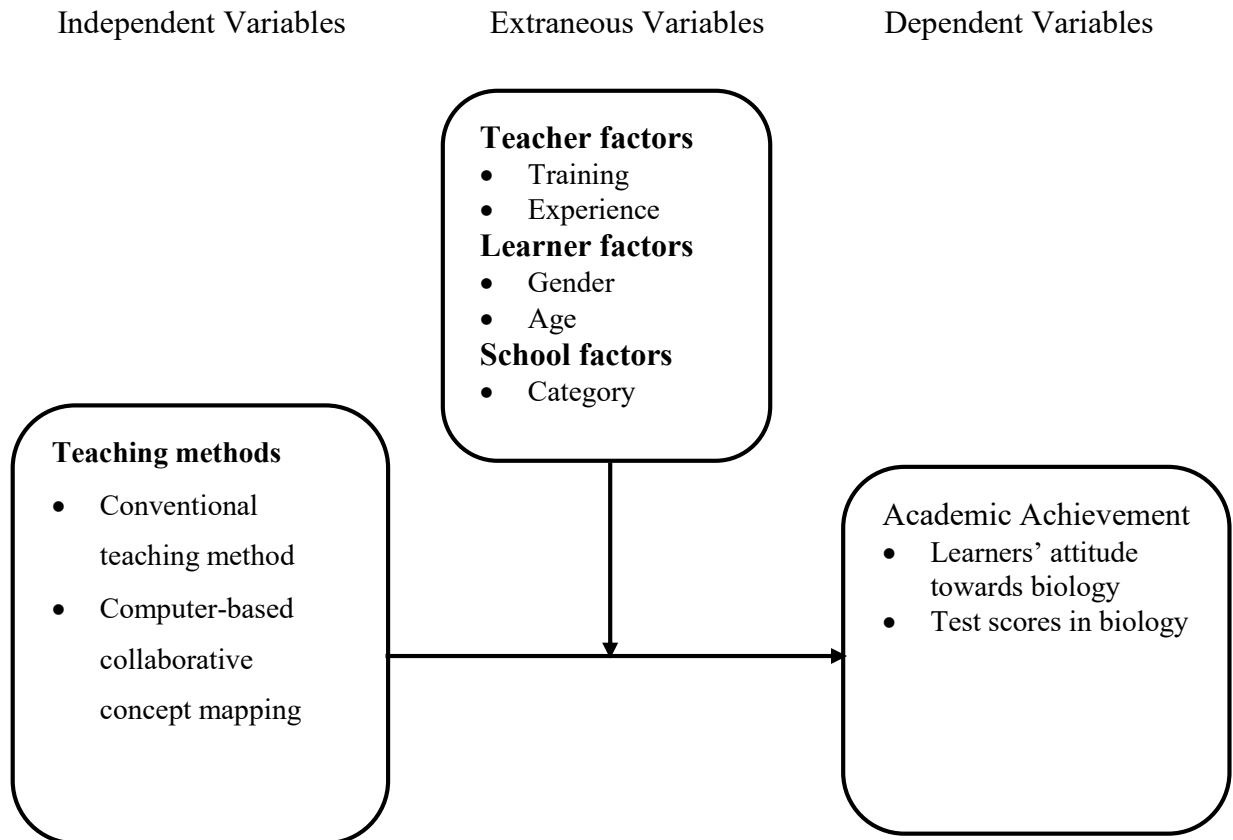 Independent Variables
Extraneous Variables
Dependent Variables
Teacher factors
• Training
• Experience
Learner factors
• Gender
• Age
School factors
• Category
Teaching methods
• Conventional
teaching method
• Computer-based
collaborative
concept mapping
Academic Achievement
• Learners’ attitude
towards biology
• Test scores in biology